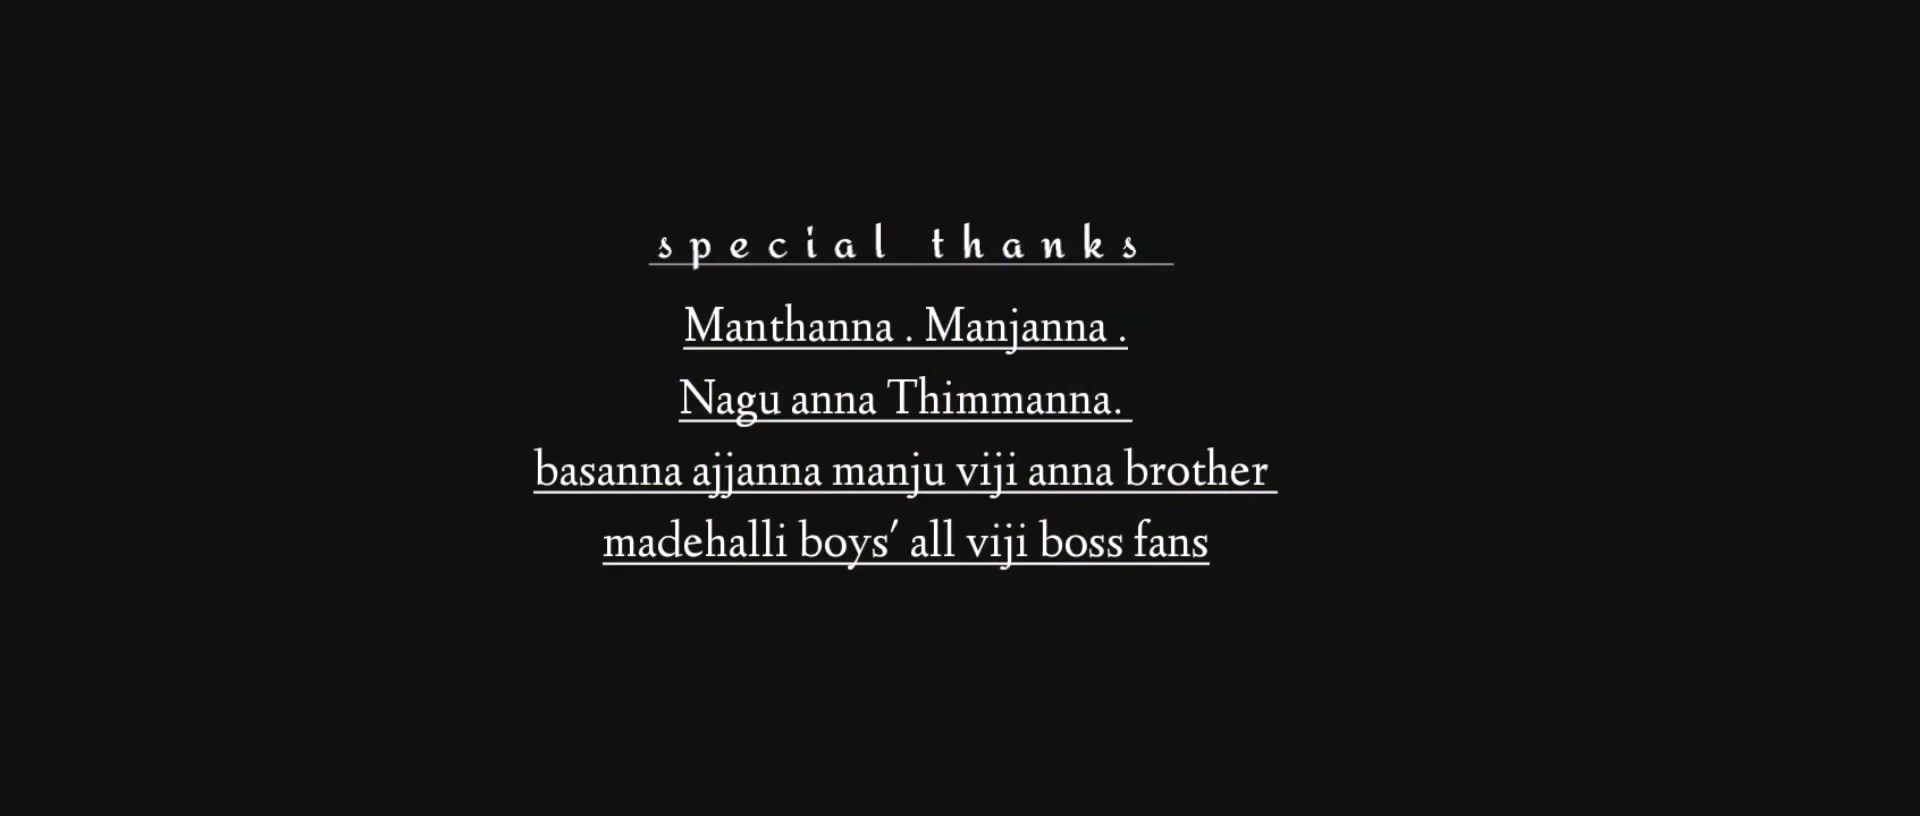 special thanks
Manthanna . Manjanna .
Nagu anna Thimmanna.
basanna ajjanna manju viji anna brother
madehalli boys' all viji boss fans